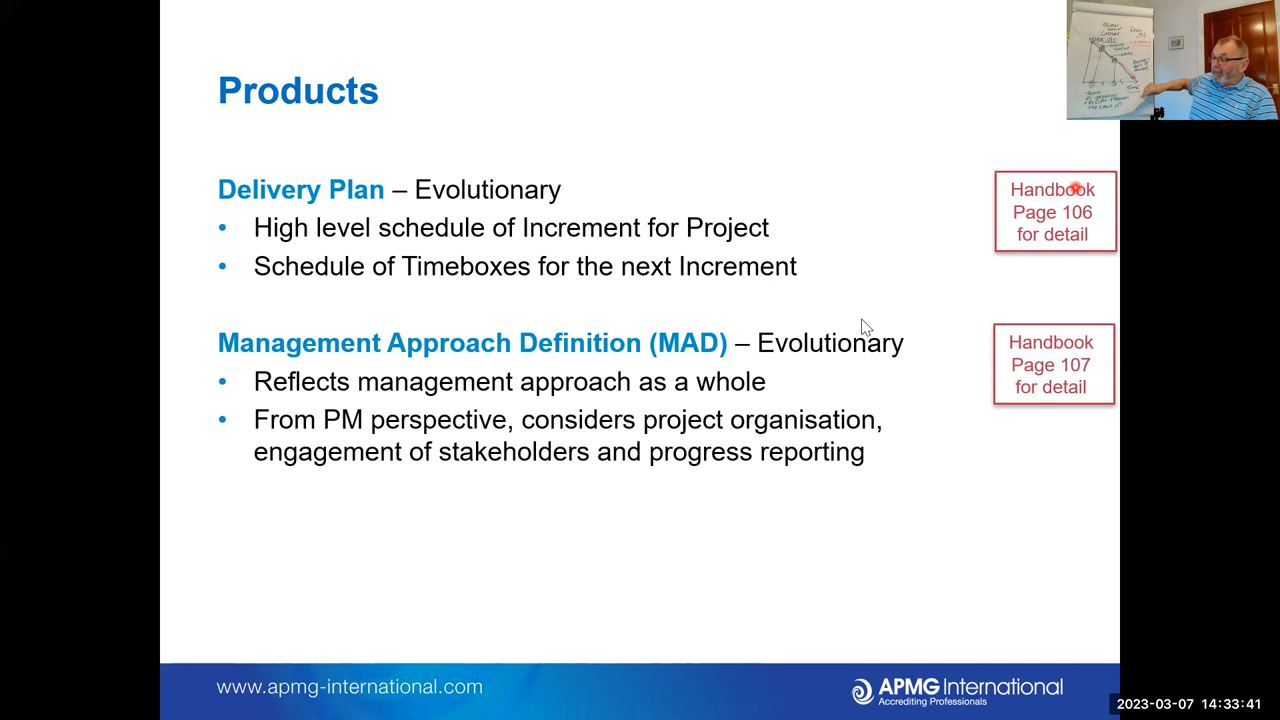 Products
Delivery Plan – Evolutionary
• High level schedule of Increment for Project
• Schedule of Timeboxes for the next Increment
Handbook
Page 106
for detail
Management Approach Definition (MAD) – Evolutionary
• Reflects management approach as a whole
• From PM perspective, considers project organisation,
engagement of stakeholders and progress reporting
Handbook
Page 107
for detail
www.apmg-international.com
APMG International
Accrediting Professionals
2023-03-07 14:33:41